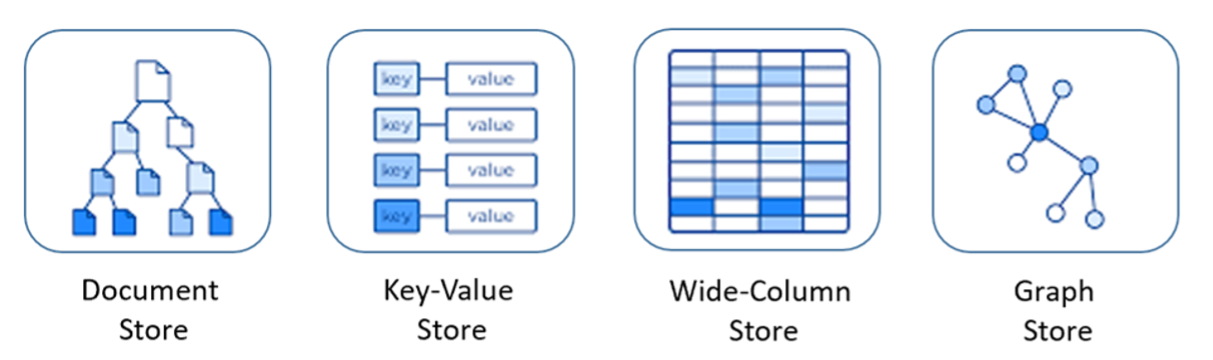 key value
key value
key value
key value
Document
Store
Key-Value
Store
Wide-Column
Store
Graph
Store